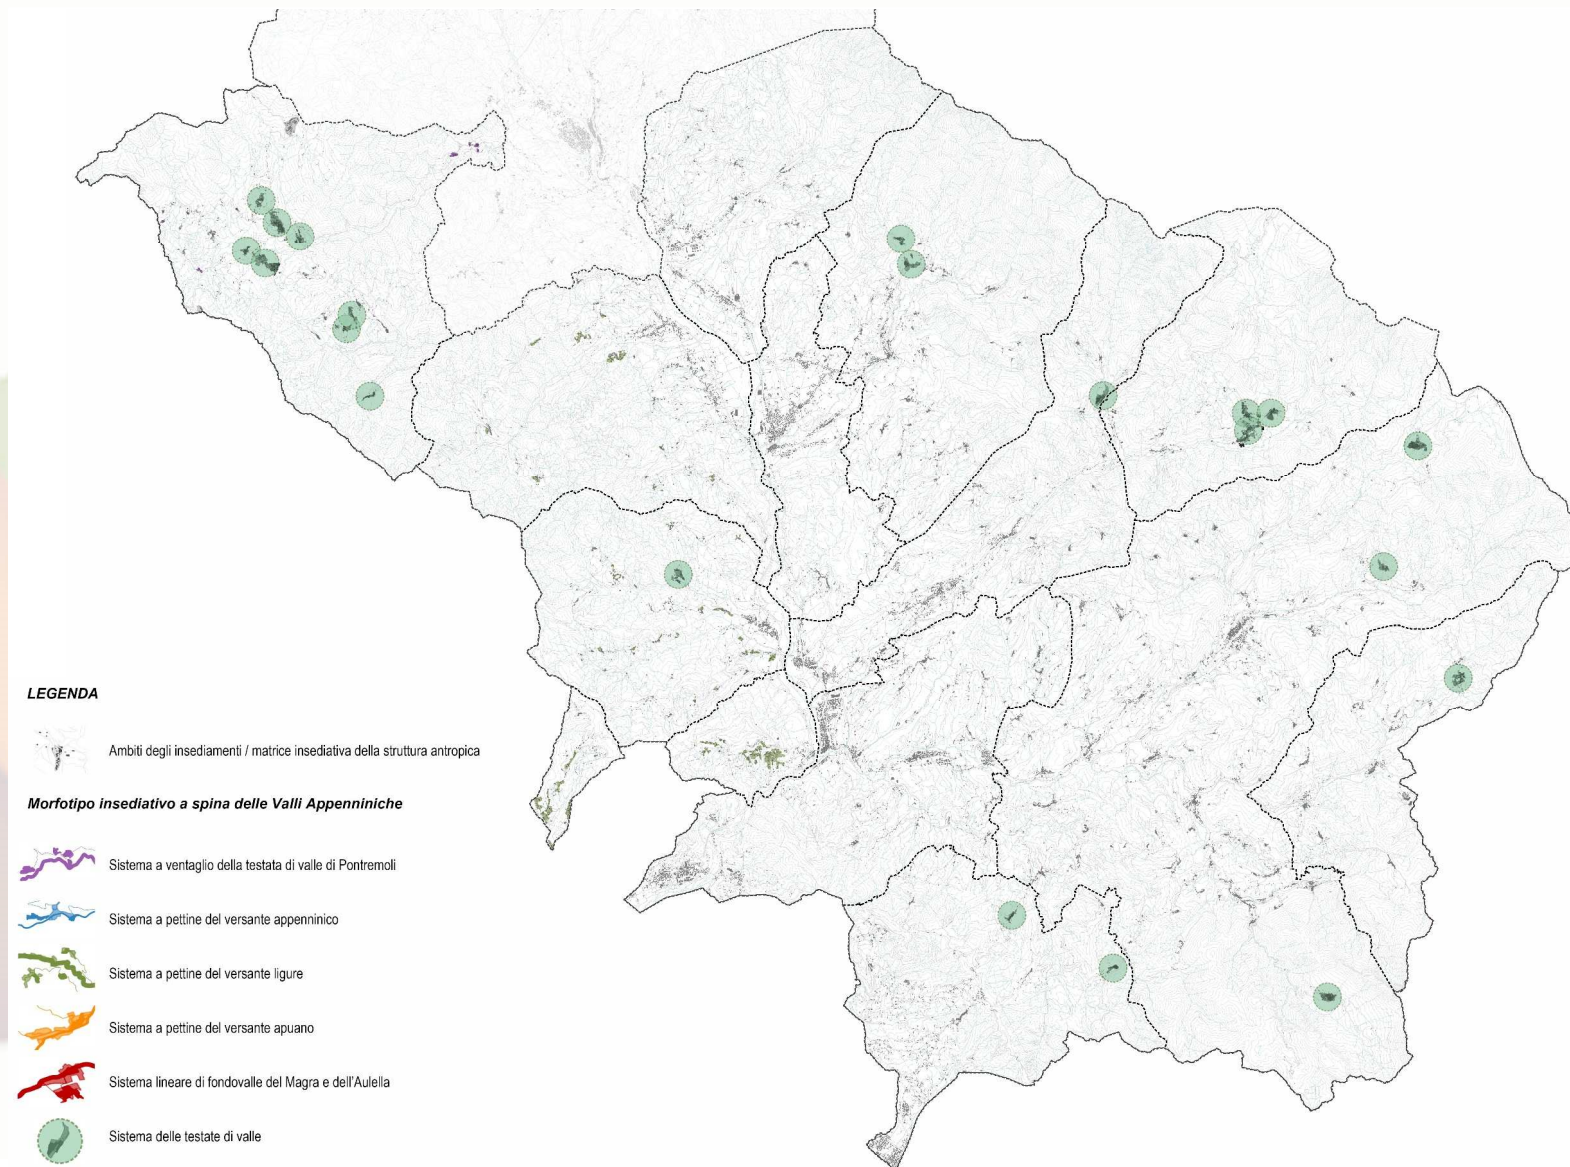 LEGENDA
Ambiti degli insediamenti / matrice insediativa della struttura antropica
Morfotipo insediativo a spina delle Valli Appenniniche
Sistema a ventaglio della testata di valle di Pontremoli
Sistema a pettine del versante appenninico
Sistema a pettine del versante ligure
Sistema a pettine del versante apuano
Sistema lineare di fondovalle del Magra e dell'Aulella
Sistema delle testate di valle